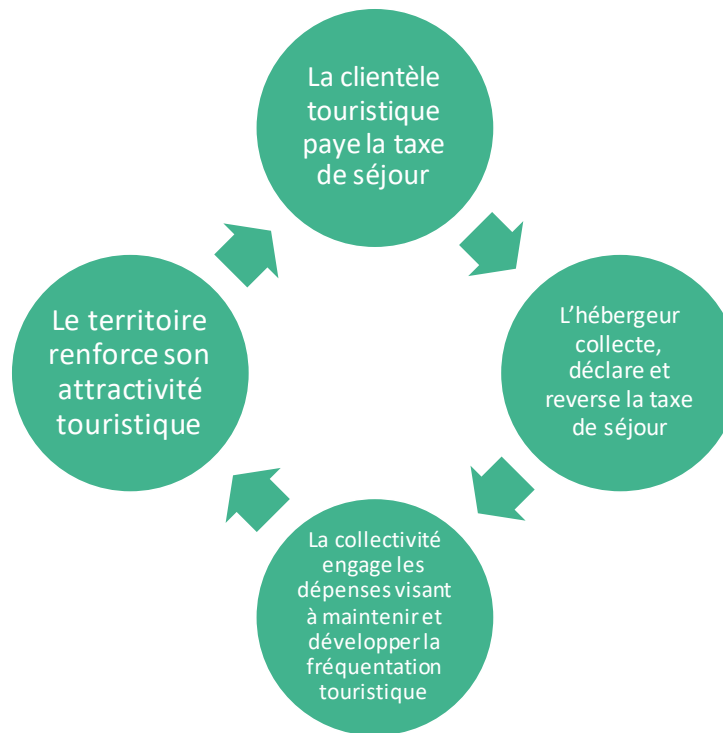 La clientèle
touristique
paye la taxe
de séjour
L'hébergeur
collecte,
déclare et
reverse la taxe
de séjour
La collectivité
engage les
dépenses visant
à maintenir et
développer la
fréquentation
touristique
Le territoire
renforce son
attractivité
touristique